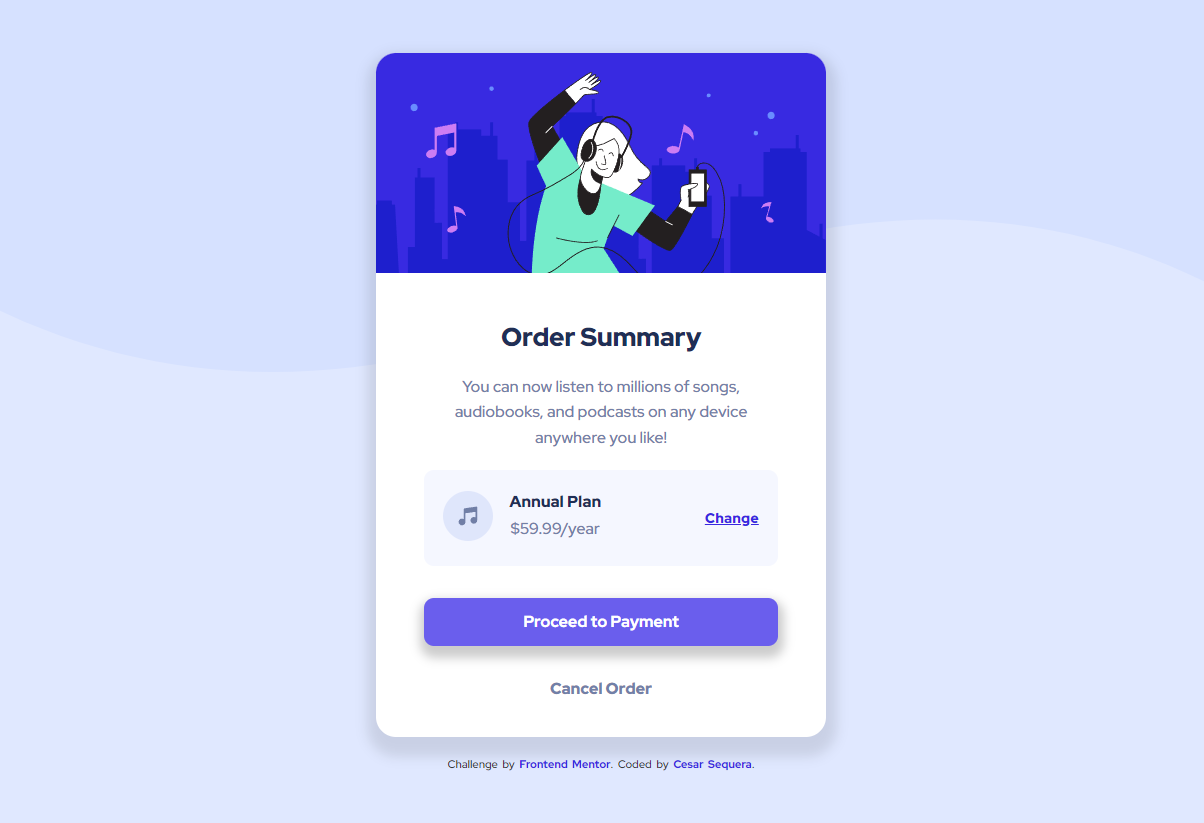 Order Summary
You can now listen to millions of songs,
audiobooks, and podcasts on any device
anywhere you like!
Annual Plan
$59.99/year
Change
Proceed to Payment
Cancel Order
Challenge by Frontend Mentor. Coded by Cesar Sequera.